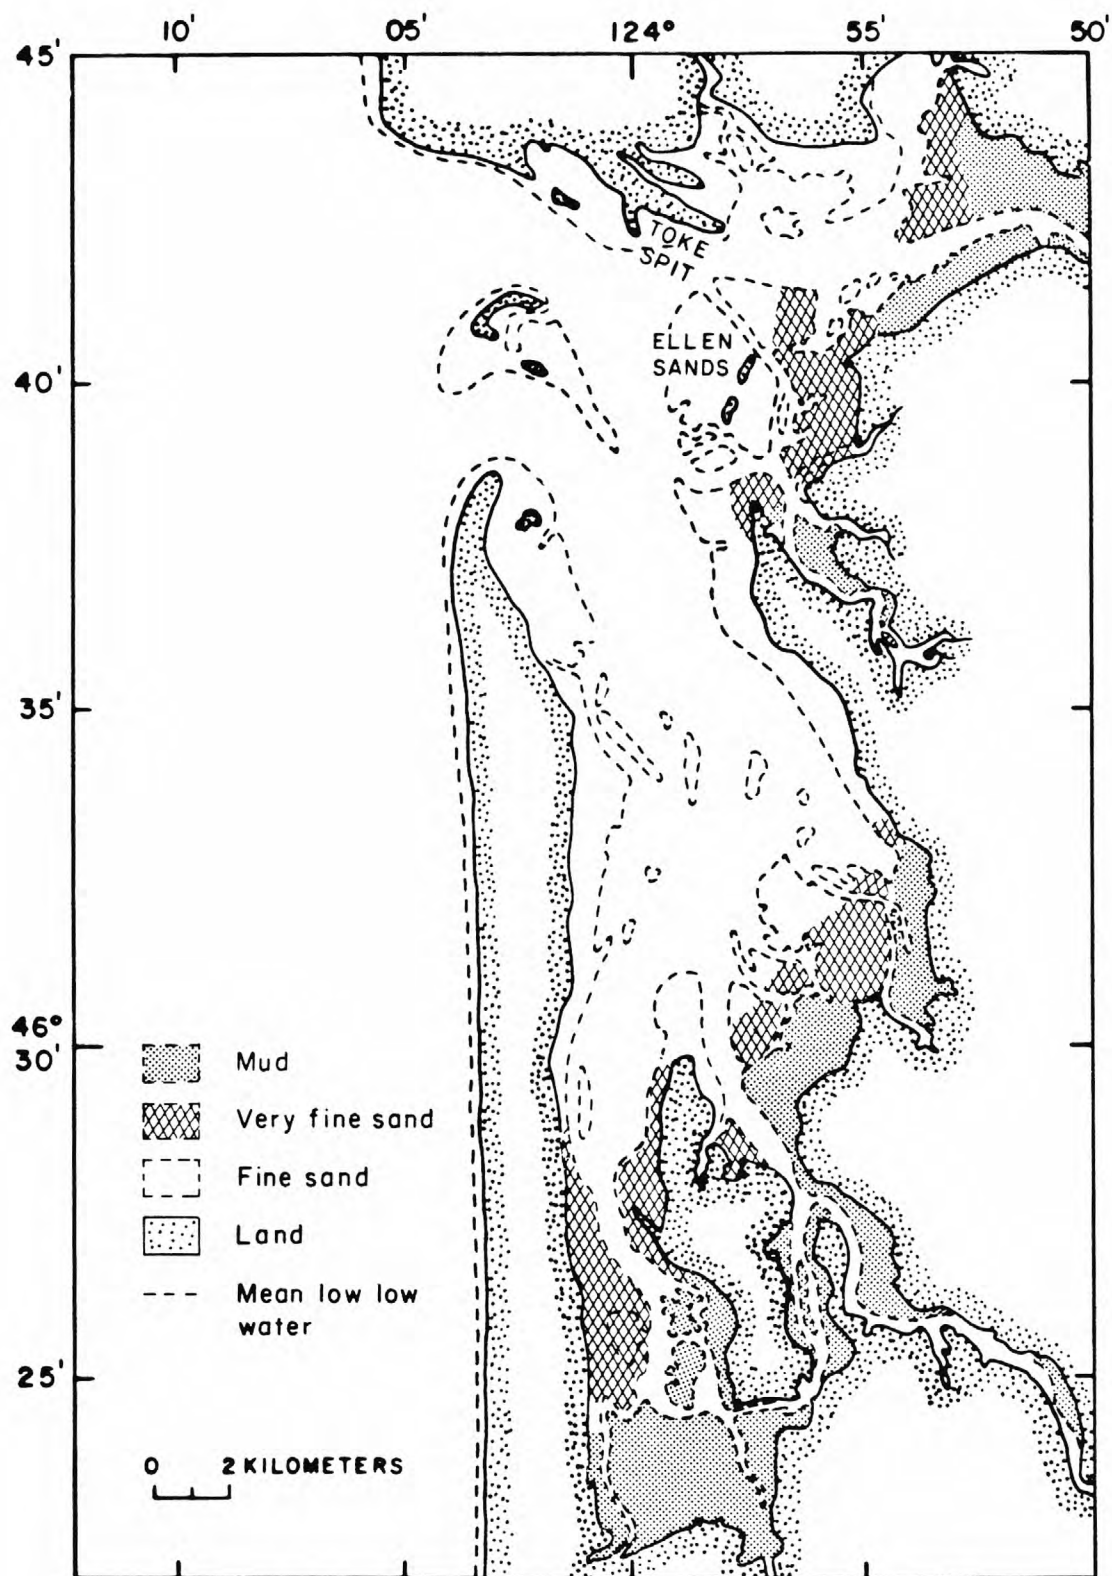 10' 05' 124° 55' 50'
45'
TOKE
SPIT
ELLEN
SANDS
40'
35'
46°
30'
Mud
Very fine sand
Fine sand
Land
Mean low low
water
25'
0 2 KILOMETERS